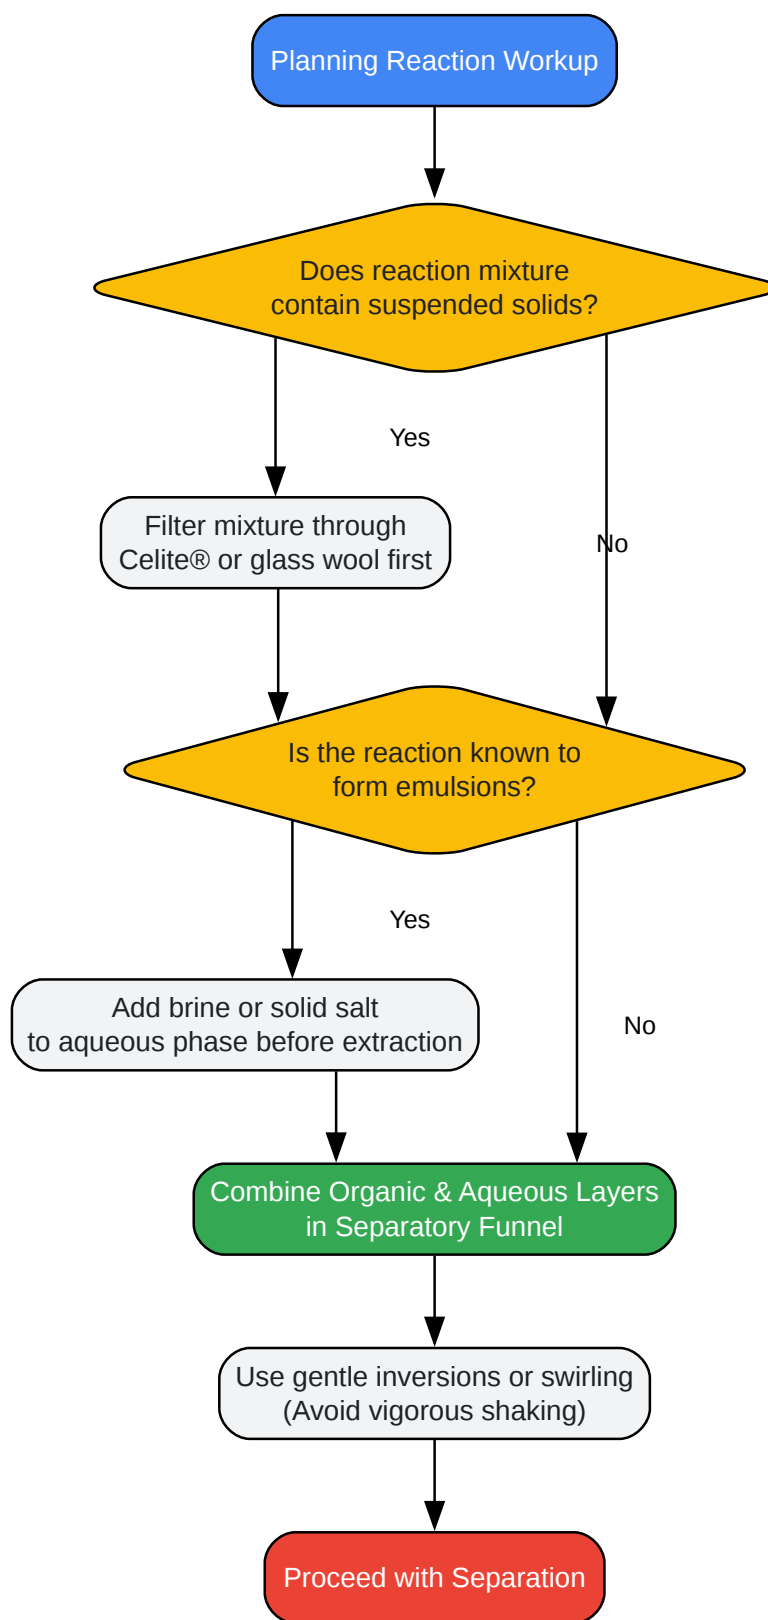 Planning Reaction Workup
Does reaction mixture
contain suspended solids?
Yes
Filter mixture through
Celite® or glass wool first
No
Is the reaction known to
form emulsions?
Yes
Add brine or solid salt
to aqueous phase before extraction
No
Combine Organic & Aqueous Layers
in Separatory Funnel
Use gentle inversions or swirling
(Avoid vigorous shaking)
Proceed with Separation